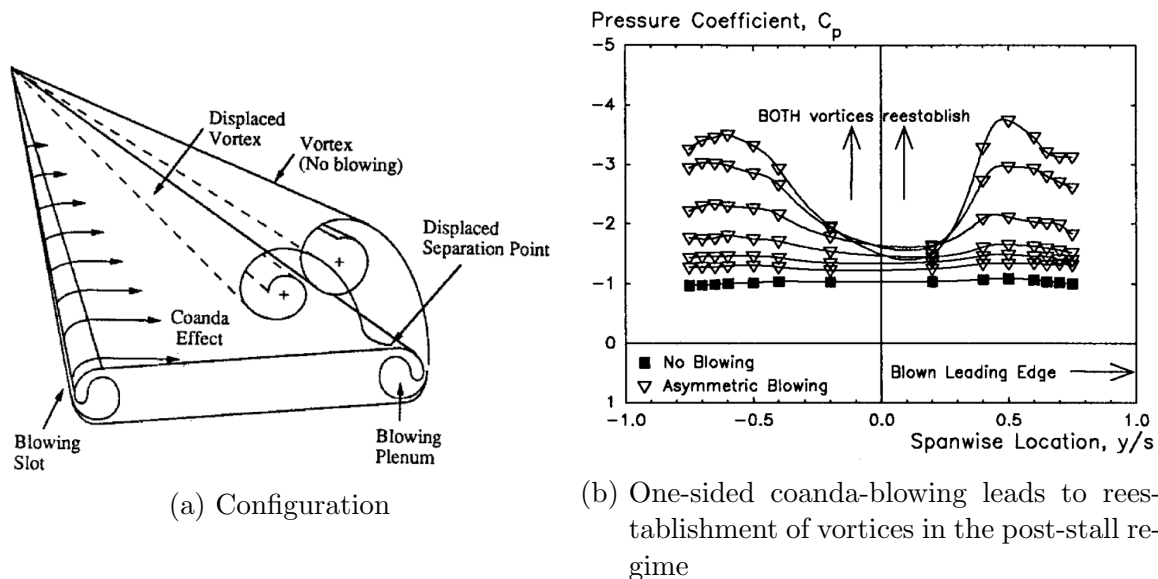 Displaced
Vortex
Vortex
(No blowing)
Displaced
Separation Point
Coanda
Effect
Blowing
Slot
Blowing
Plenum
(a) Configuration
Pressure Coefficient, Cp
-5
-4
-3
-2
-1
0
1
BOTH vortices reestablish
No Blowing
Asymmetric Blowing
Blown Leading Edge
-1.0
-0.5
0.0
0.5
1.0
Spanwise Location, y/s
(b) One-sided coanda-blowing leads to rees-
tablishment of vortices in the post-stall re-
gime